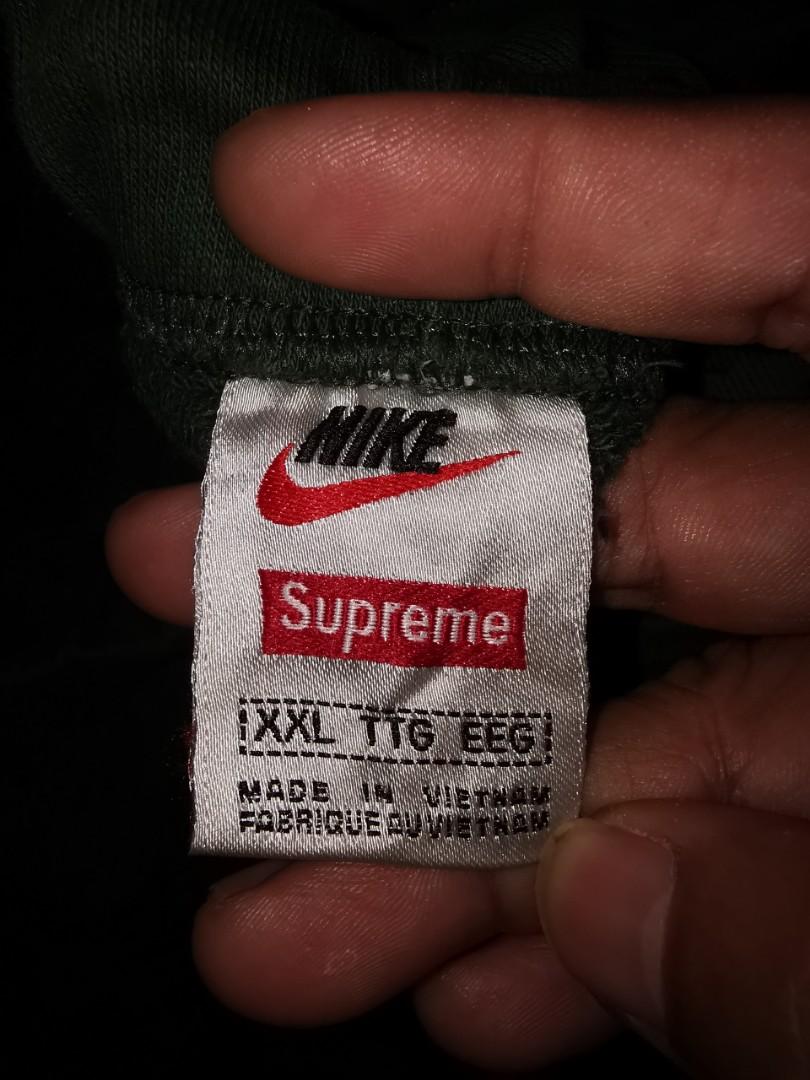 NIKE
Supreme
XXL TTG EEG
MADE IN VIETNAM
FABRIQUE AU VIETNAM